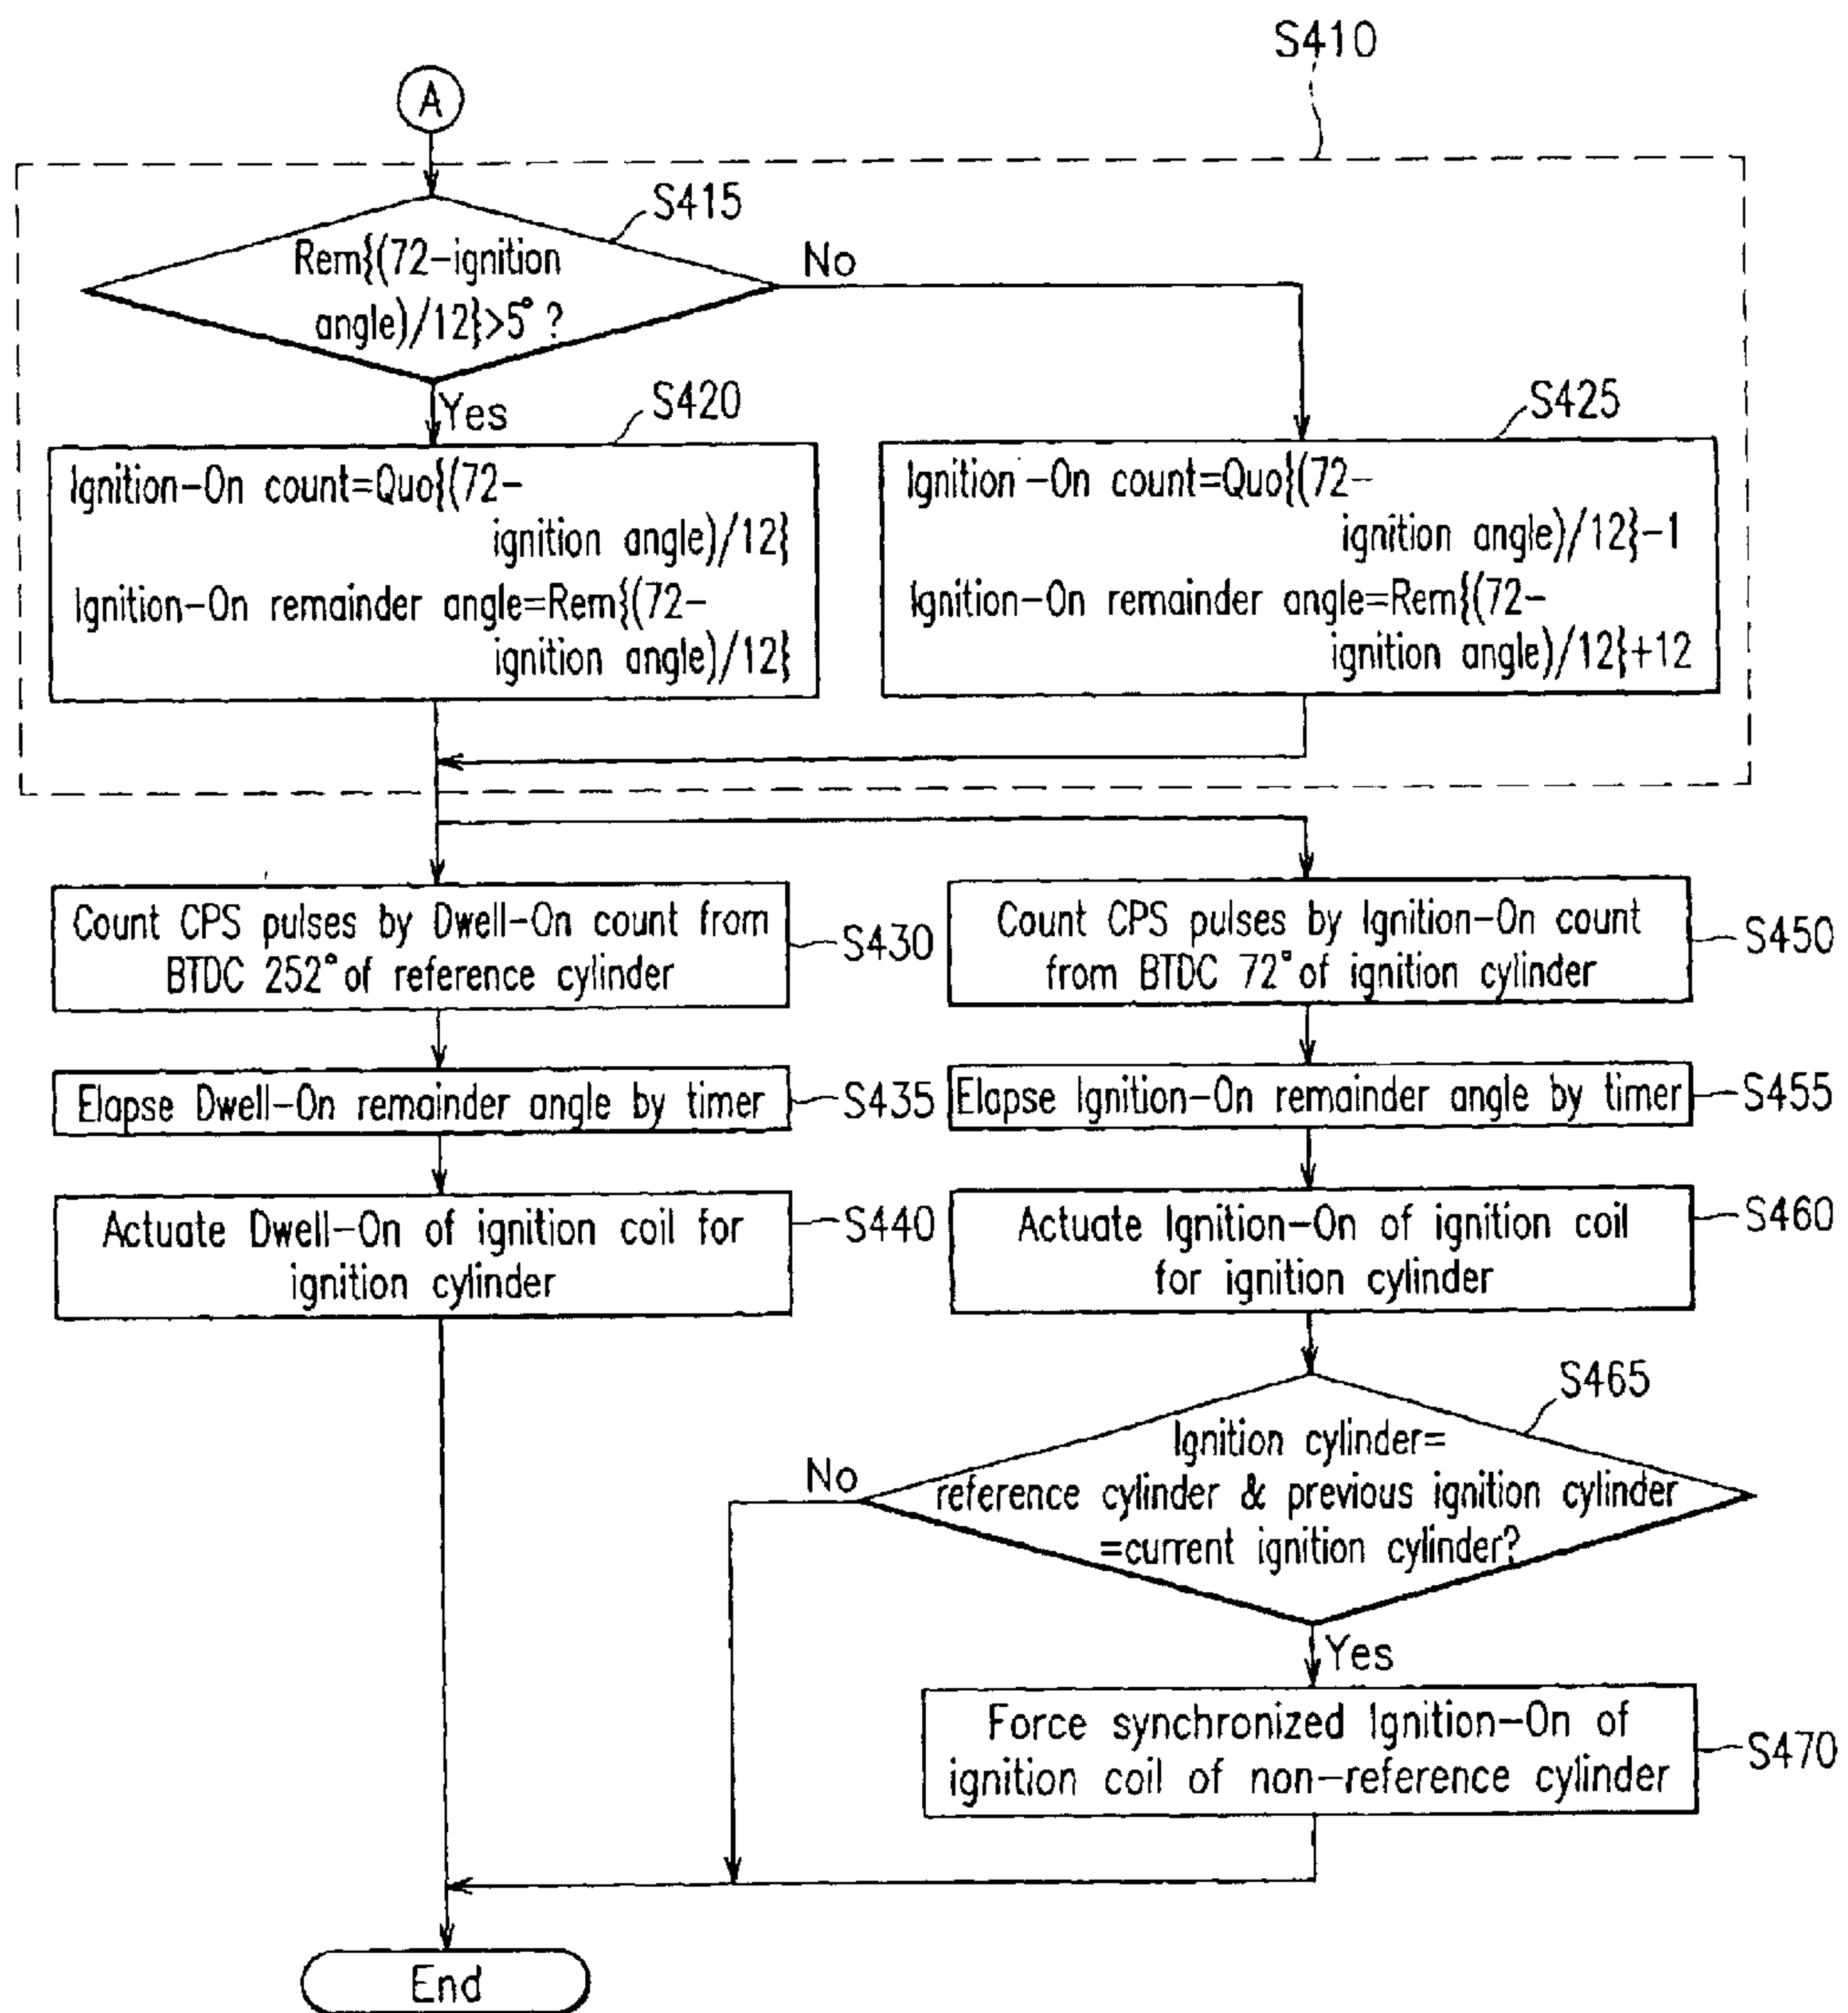 S410
A
S415
Rem{(72-ignition
angle)/12}>5°?
No
Yes
S420
Ignition-On count=Quo{(72-
ignition angle)/12}
Ignition-On remainder angle=Rem{(72-
ignition angle)/12}
S425
Ignition-On count=Quo{(72-
ignition angle)/12}-1
Ignition-On remainder angle=Rem{(72-
ignition angle)/12}+12
Count CPS pulses by Dwell-On count from
BTDC 252° of reference cylinder
S430
Count CPS pulses by Ignition-On count
from BTDC 72° of ignition cylinder
S450
Elapse Dwell-On remainder angle by timer
S435
Elapse Ignition-On remainder angle by timer
S455
Actuate Dwell-On of ignition coil for
ignition cylinder
S440
Actuate Ignition-On of ignition coil
for ignition cylinder
S460
S465
Ignition cylinder=
reference cylinder & previous ignition cylinder
=current ignition cylinder?
No
Yes
Force synchronized Ignition-On of
ignition coil of non-reference cylinder
S470
End